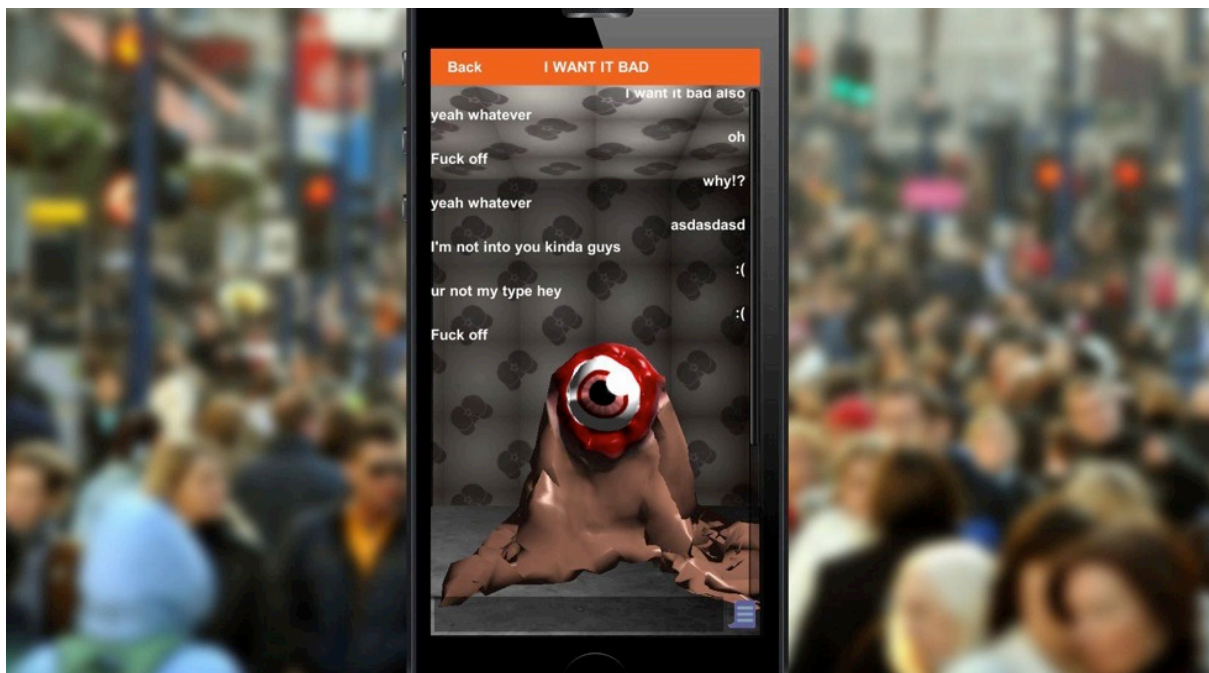 Back I WANT IT BAD
I want it bad also
yeah whatever
oh
Fuck off
why!?
yeah whatever
asdasdasd
I'm not into you kinda guys
:(
ur not my type hey
:(
Fuck off